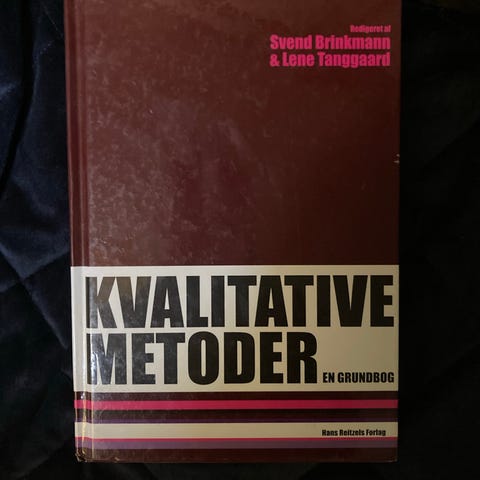 Redigeret af
Svend Brinkmann
& Lene Tanggaard
KVALITATIVE
METODER EN GRUNDBOG
Hans Reitzels Forlag